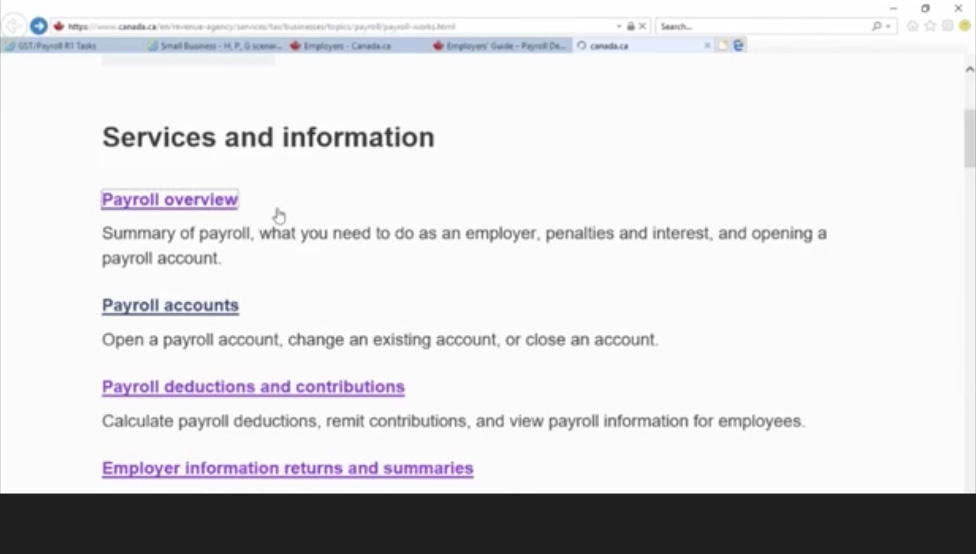 https://www.canada.ca/en/revenue-agency/services/tax/businesses/topics/payroll/payroll-works.html
Search...
GST/Payroll R1 Tasks
Small Business - H, P, G scenar...
Employers - Canada.ca
Employers' Guide - Payroll De...
canada.ca
Services and information
Payroll overview
Summary of payroll, what you need to do as an employer, penalties and interest, and opening a
payroll account.
Payroll accounts
Open a payroll account, change an existing account, or close an account.
Payroll deductions and contributions
Calculate payroll deductions, remit contributions, and view payroll information for employees.
Employer information returns and summaries